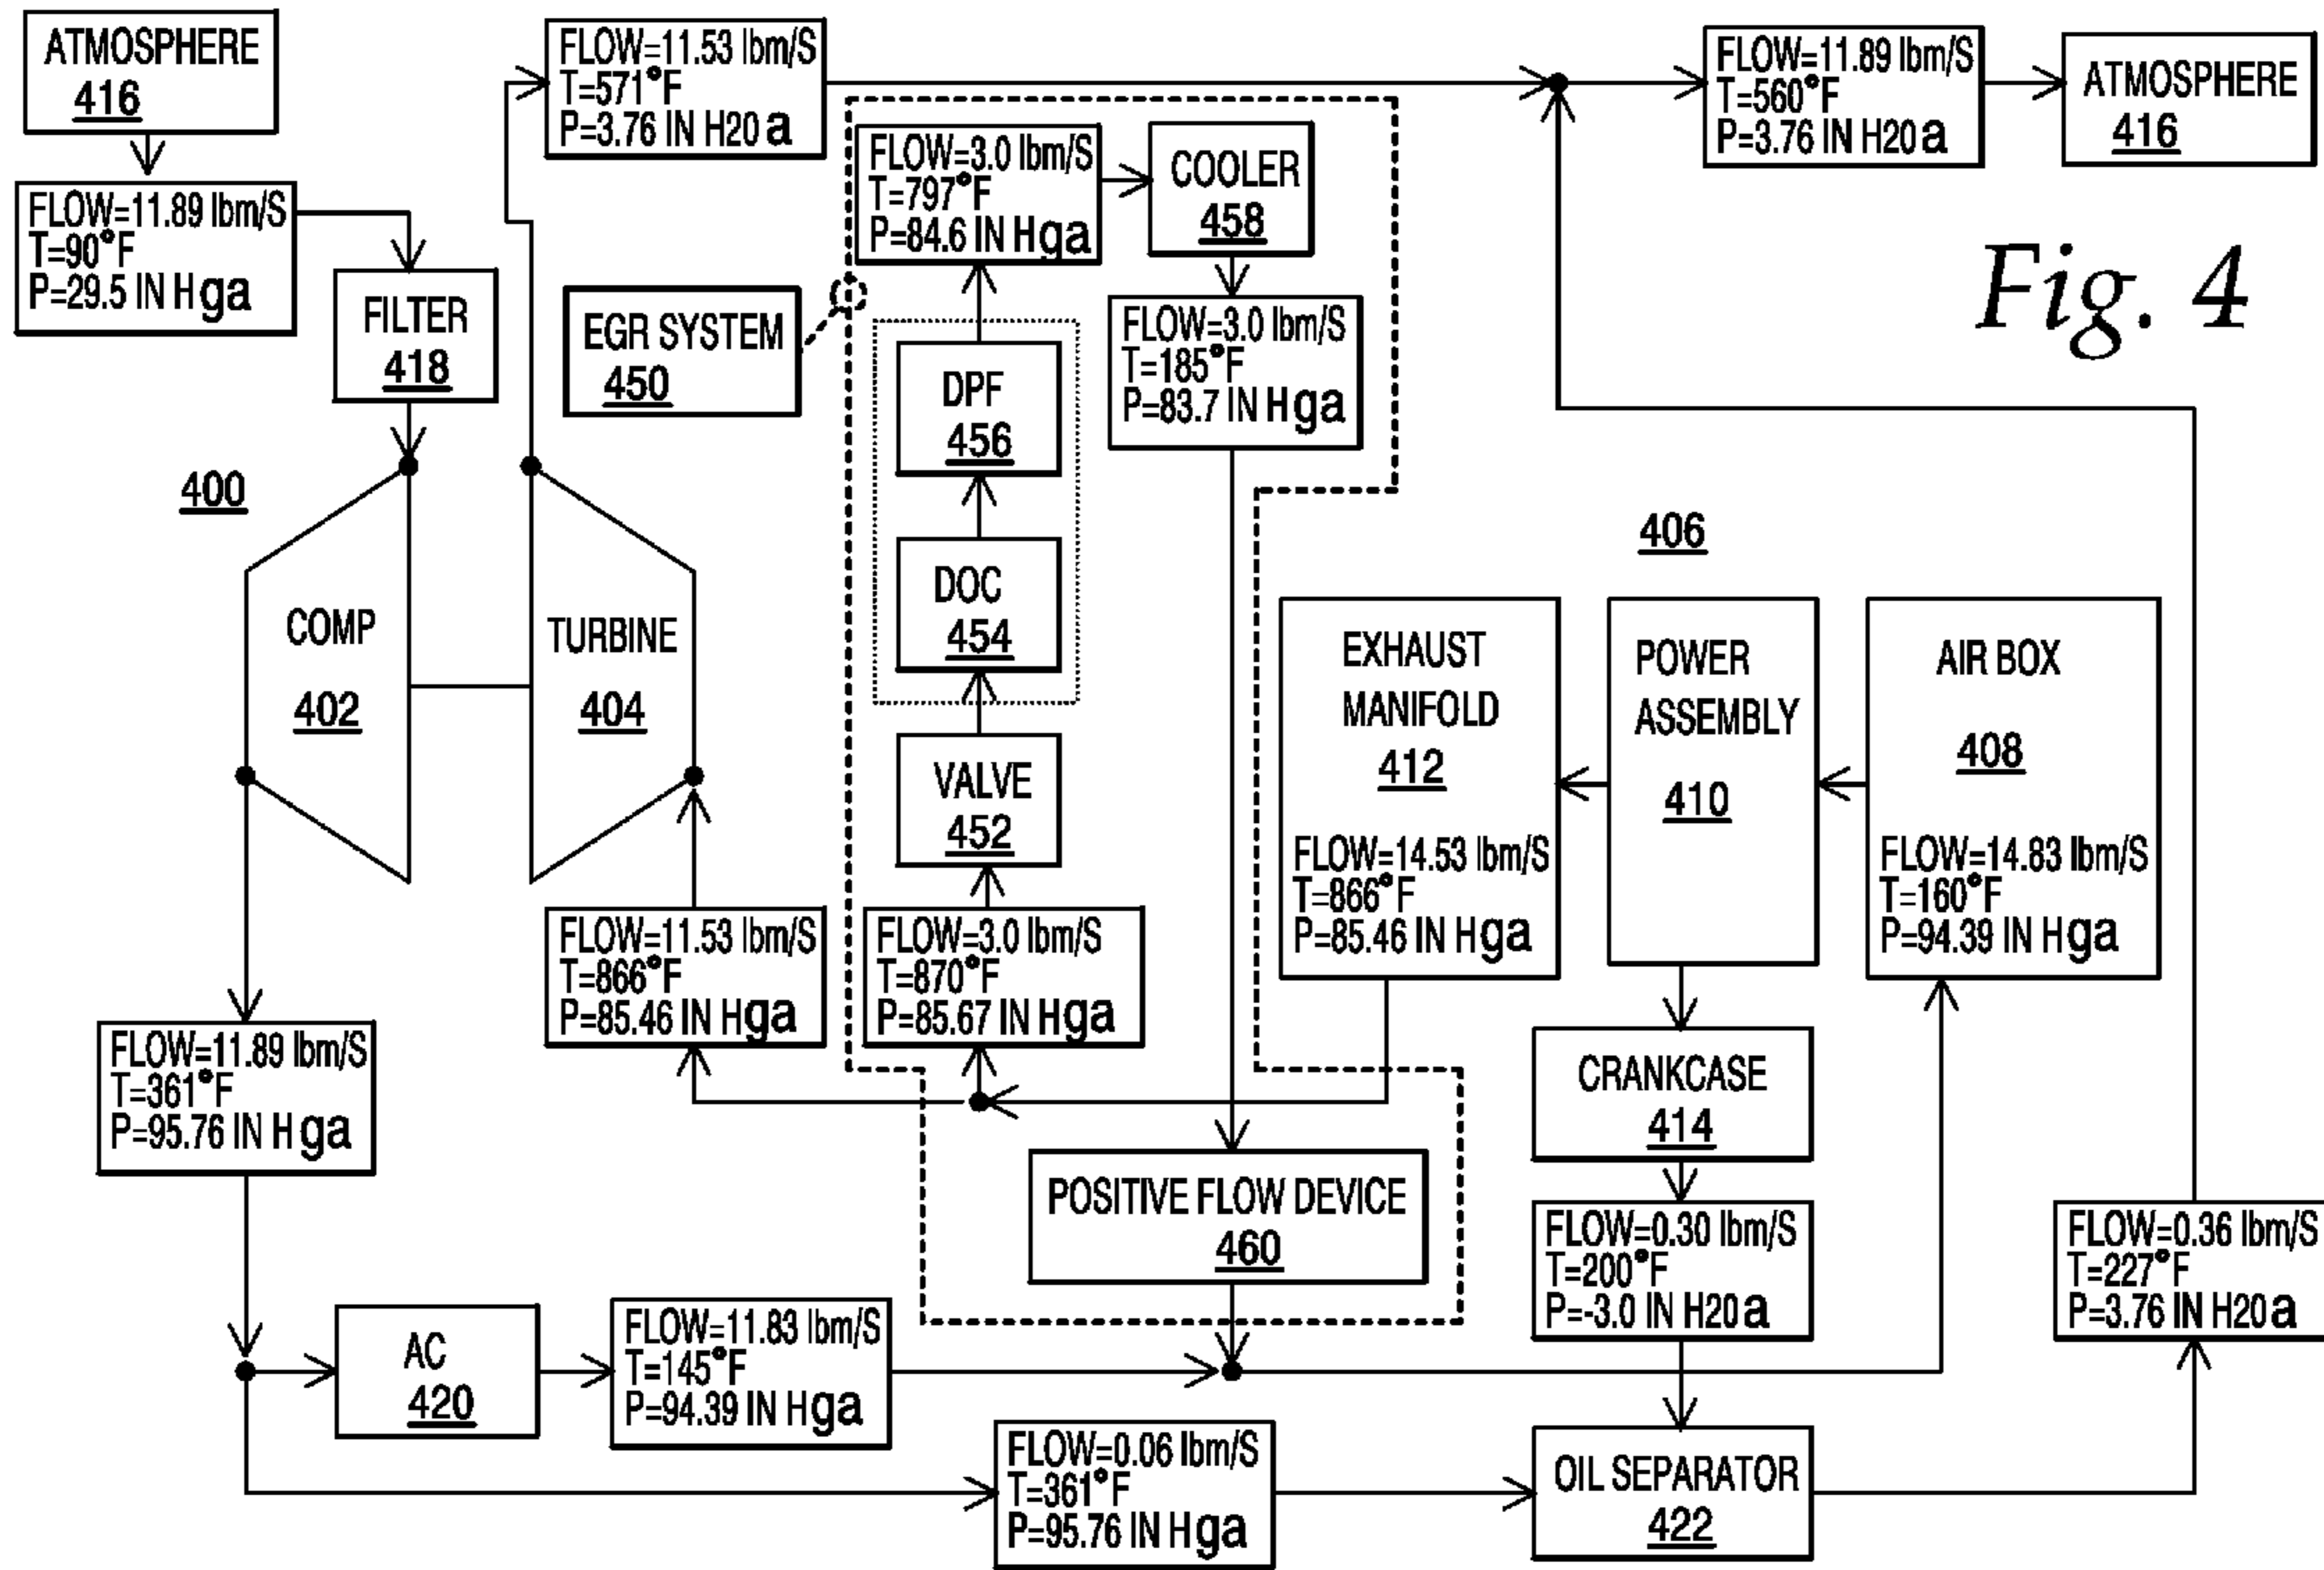 ATMOSPHERE
416
FLOW=11.89 lbm/S
T=90°F
P=29.5 IN Hga
FILTER
418
FLOW=11.53 lbm/S
T=571°F
P=3.76 IN H20a
FLOW=11.89 lbm/S
T=560°F
P=3.76 IN H20a
ATMOSPHERE
416
Fig. 4
EGR SYSTEM
450
FLOW=3.0 lbm/S
T=797°F
P=84.6 IN Hga
COOLER
458
FLOW=3.0 lbm/S
T=185°F
P=83.7 IN Hga
DPF
456
DOC
454
VALVE
452
FLOW=3.0 lbm/S
T=870°F
P=85.67 IN Hga
400
COMP
402
TURBINE
404
FLOW=11.53 lbm/S
T=866°F
P=85.46 IN Hga
406
EXHAUST
MANIFOLD
412
FLOW=14.53 lbm/S
T=866°F
P=85.46 IN Hga
POWER
ASSEMBLY
410
AIR BOX
408
FLOW=14.83 lbm/S
T=160°F
P=94.39 IN Hga
FLOW=11.89 lbm/S
T=361°F
P=95.76 IN Hga
CRANKCASE
414
POSITIVE FLOW DEVICE
460
FLOW=0.30 lbm/S
T=200°F
P=-3.0 IN H20a
FLOW=0.36 lbm/S
T=227°F
P=3.76 IN H20a
AC
420
FLOW=11.83 lbm/S
T=145°F
P=94.39 IN Hga
FLOW=0.06 lbm/S
T=361°F
P=95.76 IN Hga
OIL SEPARATOR
422